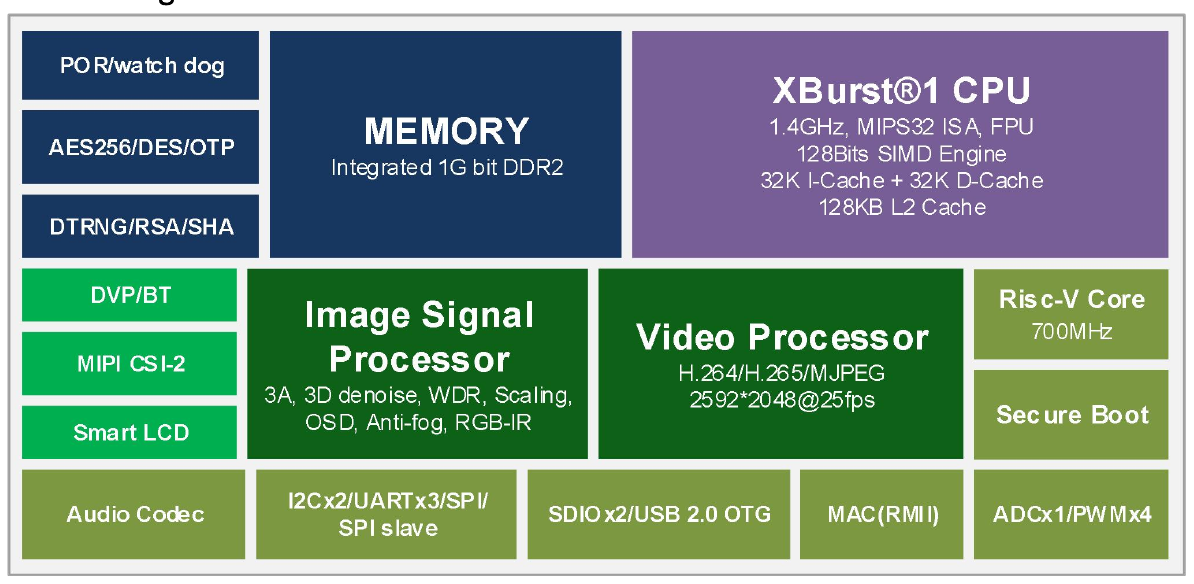 POR/watch dog
AES256/DES/OTP
DTRNG/RSA/SHA
MEMORY
Integrated 1G bit DDR2
XBurst®1 CPU
1.4GHz, MIPS32 ISA, FPU
128Bits SIMD Engine
32K I-Cache + 32K D-Cache
128KB L2 Cache
DVP/BT
MIPI CSI-2
Smart LCD
Image Signal
Processor
3A, 3D denoise, WDR, Scaling,
OSD, Anti-fog, RGB-IR
Video Processor
H.264/H.265/MJPEG
2592*2048@25fps
Risc-V Core
700MHz
Secure Boot
Audio Codec
I2Cx2/UARTx3/SPI/
SPI slave
SDIOx2/USB 2.0 OTG
MAC(RMII)
ADCx1/PWMx4